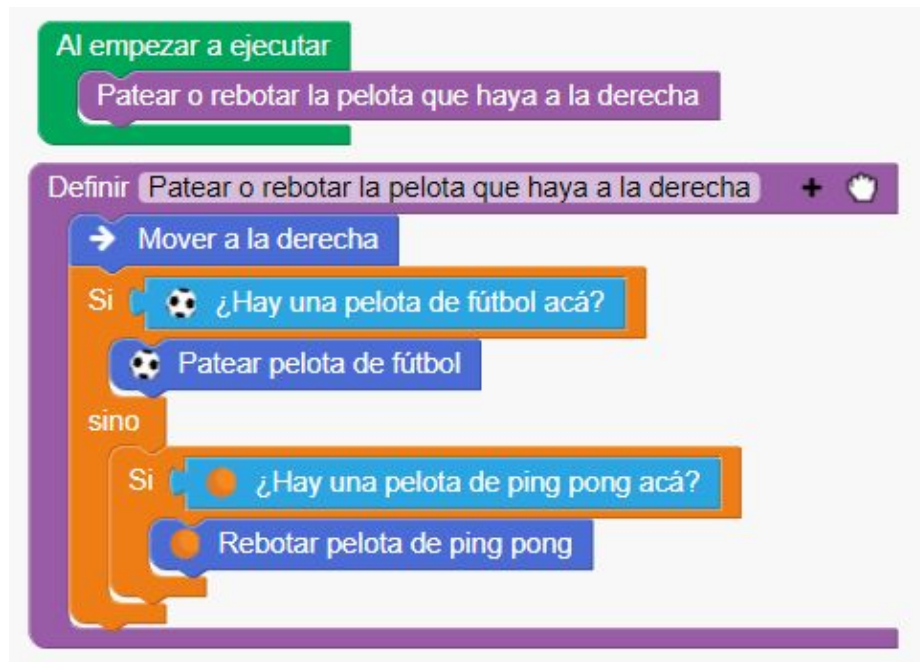 Al empezar a ejecutar
Patear o rebotar la pelota que haya a la derecha
Definir Patear o rebotar la pelota que haya a la derecha +
Mover a la derecha
Si ¿Hay una pelota de fútbol acá?
Patear pelota de fútbol
sino
Si ¿Hay una pelota de ping pong acá?
Rebotar pelota de ping pong